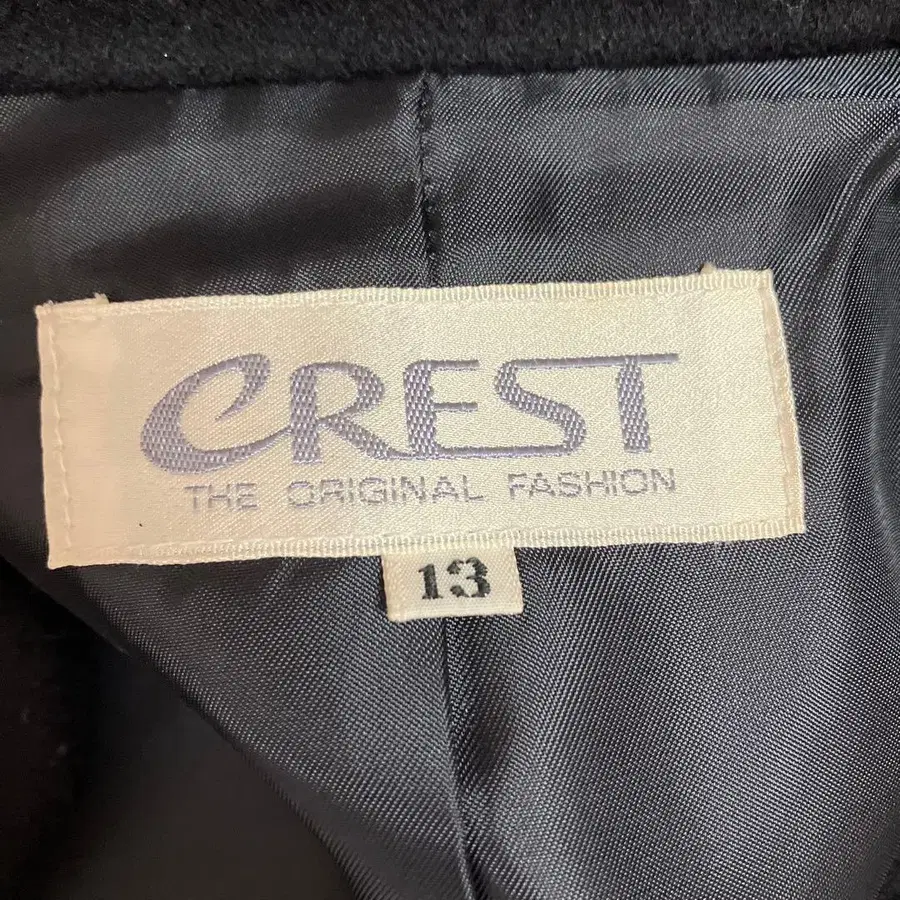 CREST
THE ORIGINAL FASHION
13